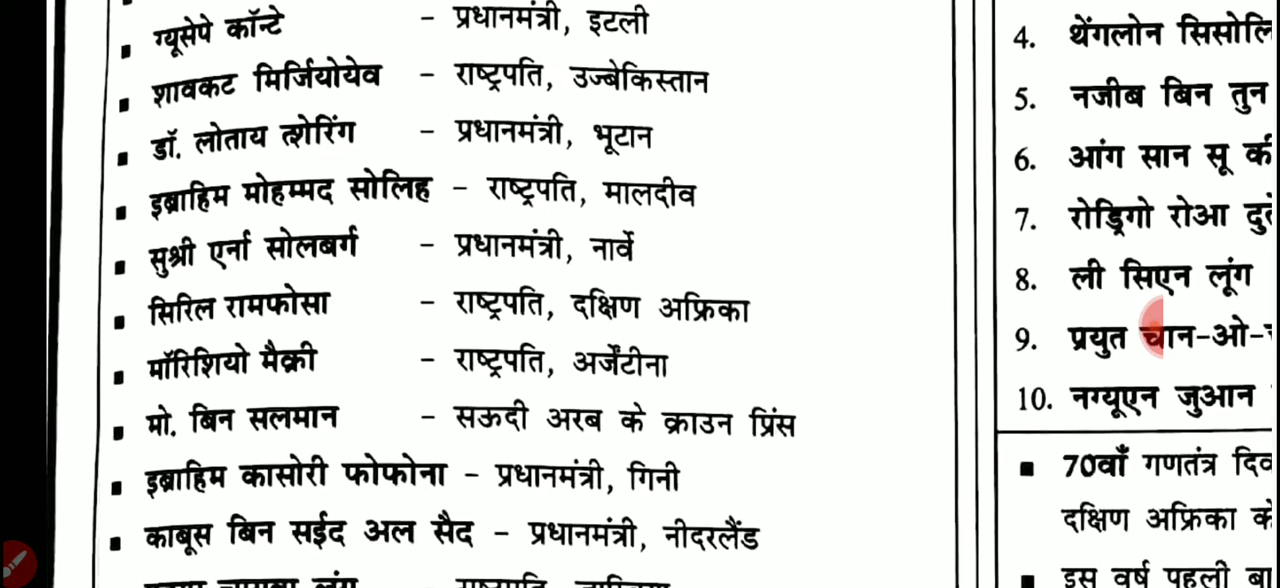 ग्यूसेपे कॉन्टे – प्रधानमंत्री, इटली
शावकट मिर्जियोयेव – राष्ट्रपति, उज्बेकिस्तान
डॉ. लोताय त्शेरिंग – प्रधानमंत्री, भूटान
इब्राहिम मोहम्मद सोलिह – राष्ट्रपति, मालदीव
सुश्री एर्ना सोलबर्ग – प्रधानमंत्री, नार्वे
सिरिल रामफोसा – राष्ट्रपति, दक्षिण अफ्रिका
मॉरिशियो मैक्री – राष्ट्रपति, अर्जेंटीना
मो. बिन सलमान – सऊदी अरब के क्राउन प्रिंस
इब्राहिम कासोरी फोफोना – प्रधानमंत्री, गिनी
काबूस बिन सईद अल सैद – प्रधानमंत्री, नीदरलैंड
4. थेंगलोन
5. नजीब बिन तुन
6. आंग सान सू
7. रोड्रिगो रोआ
8. ली सिएन लूंग
9. प्रयुत चान-ओ-
10. नग्यूएन जुआन
70वाँ गणतंत्र
दक्षिण अफ्रिका
इस वर्ष पहली